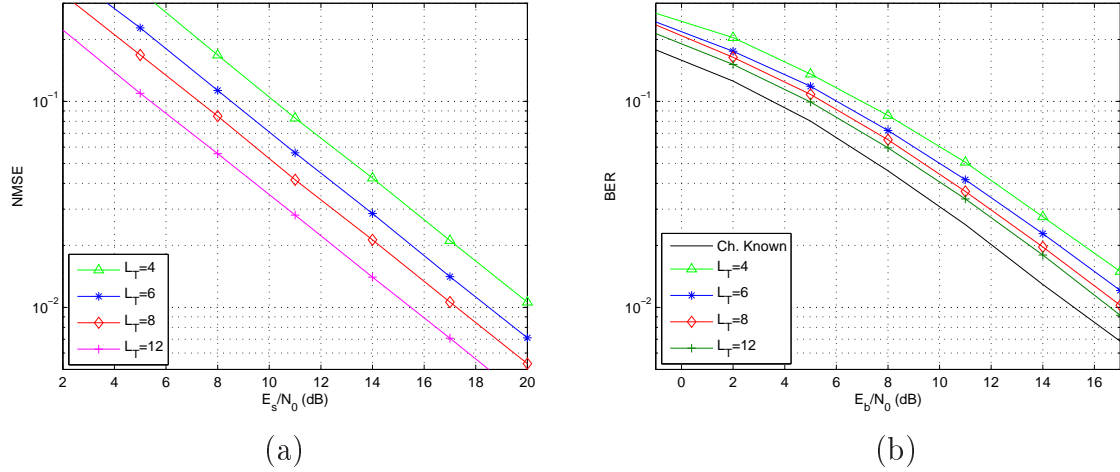 NMSE
10⁻¹
10⁻²
L_T=4
L_T=6
L_T=8
L_T=12
2 4 6 8 10 12 14 16 18 20
E_s/N_0 (dB)
(a)
BER
10⁻¹
10⁻²
Ch. Known
L_T=4
L_T=6
L_T=8
L_T=12
0 2 4 6 8 10 12 14 16
E_b/N_0 (dB)
(b)